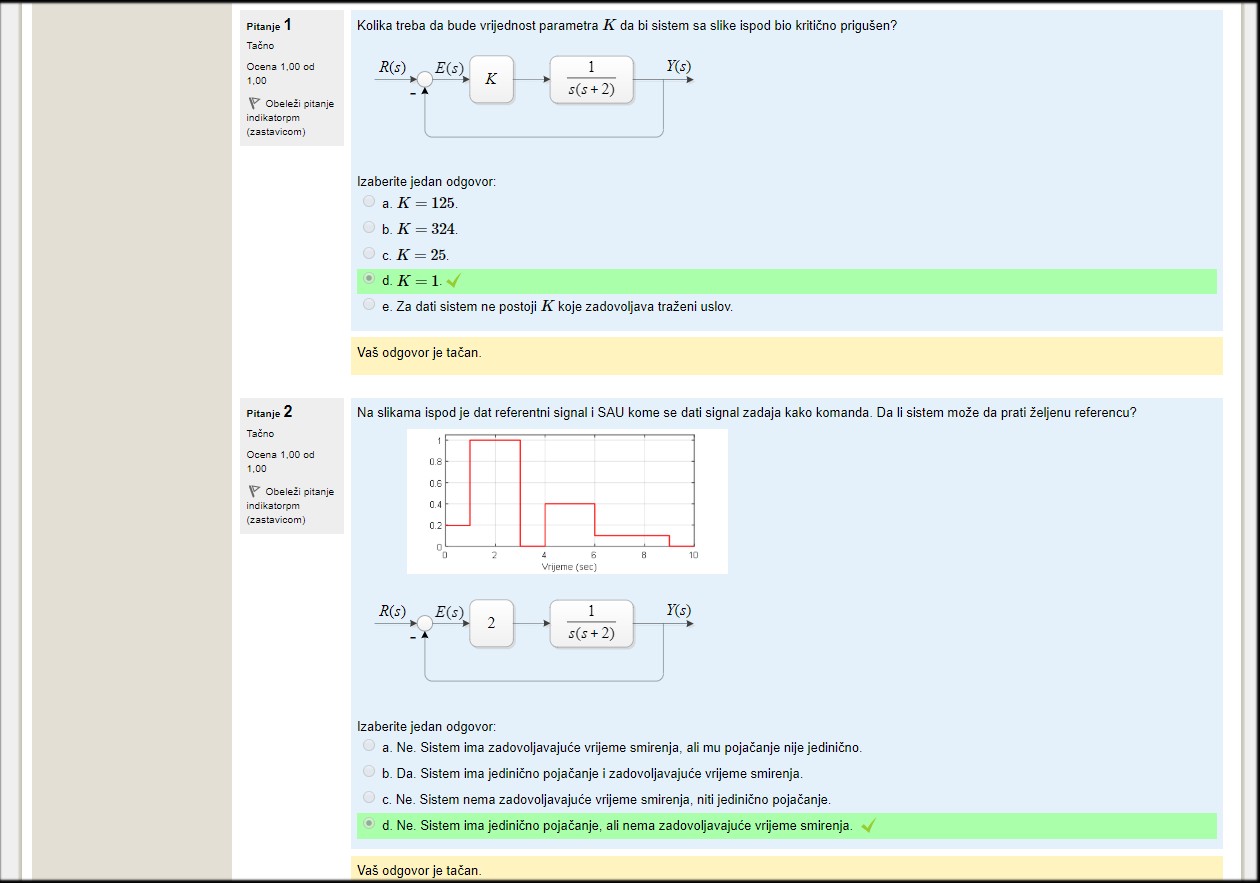 Pitanje 1
Tačno
Ocena 1,00 od
1,00
Obeleži pitanje
indikatorpm
(zastavicom)
Kolika treba da bude vrijednost parametra K da bi sistem sa slike ispod bio kritično prigušen?
R(s) E(s) K 1 Y(s)
s(s+2)
-
Izaberite jedan odgovor:
a. K = 125.
b. K = 324.
c. K = 25.
d. K = 1.
e. Za dati sistem ne postoji K koje zadovoljava traženi uslov.
Vaš odgovor je tačan.
Pitanje 2
Tačno
Ocena 1,00 od
1,00
Obeleži pitanje
indikatorpm
(zastavicom)
Na slikama ispod je dat referentni signal i SAU kome se dati signal zadaja kako komanda. Da li sistem može da prati željenu referencu?
1
0.8
0.6
0.4
0.2
0
0 2 4 6 8 10
Vrijeme (sec)
R(s) E(s) 2 1 Y(s)
s(s+2)
-
Izaberite jedan odgovor:
a. Ne. Sistem ima zadovoljavajuće vrijeme smirenja, ali mu pojačanje nije jedinično.
b. Da. Sistem ima jedinično pojačanje i zadovoljavajuće vrijeme smirenja.
c. Ne. Sistem nema zadovoljavajuće vrijeme smirenja, niti jedinično pojačanje.
d. Ne. Sistem ima jedinično pojačanje, ali nema zadovoljavajuće vrijeme smirenja.
Vaš odgovor je tačan.